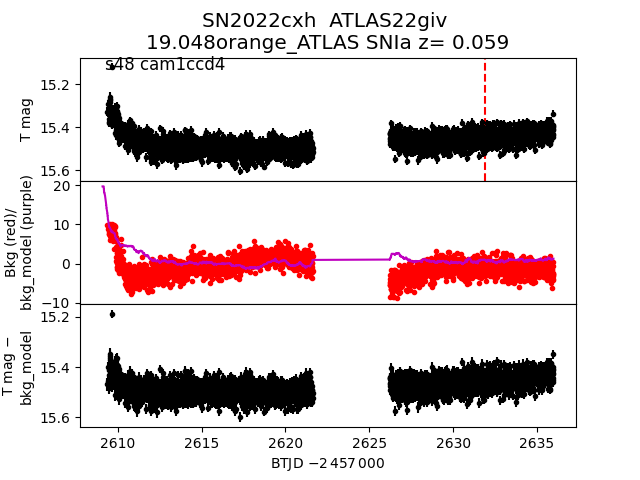 SN2022cxh ATLAS22giv
19.048orange_ATLAS SNIa z= 0.059
s48 cam1ccd4
T mag
15.2
15.4
15.6
Bkg (red)/
bkg_model (purple)
20
10
0
−10
T mag −
bkg_model
15.2
15.4
15.6
2610 2615 2620 2625 2630 2635
BTJD −2 457 000